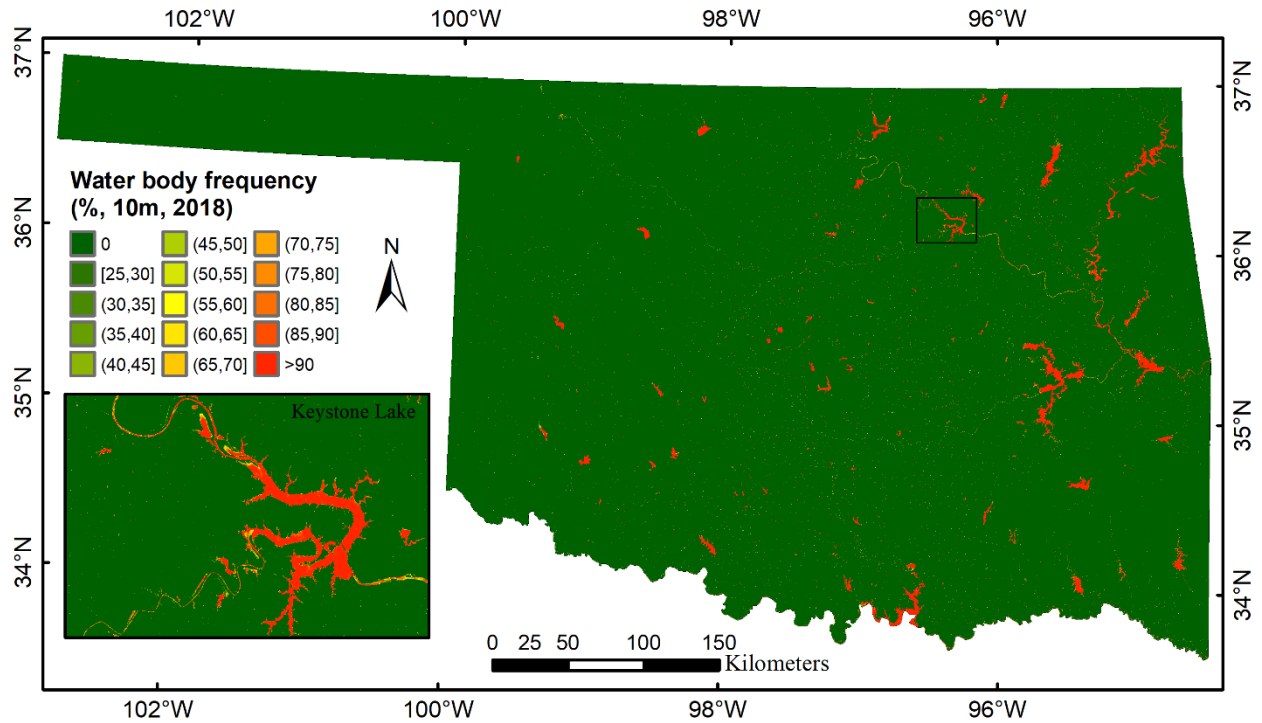 102°W 100°W 98°W 96°W
37°N
37°N
Water body frequency
(%, 10m, 2018)
36°N
36°N
N
0 (45,50] (70,75]
[25,30] (50,55] (75,80]
(30,35] (55,60] (80,85]
(35,40] (60,65] (85,90]
(40,45] (65,70] >90
35°N
35°N
Keystone Lake
34°N
34°N
0 25 50 100 150
Kilometers
102°W 100°W 98°W 96°W